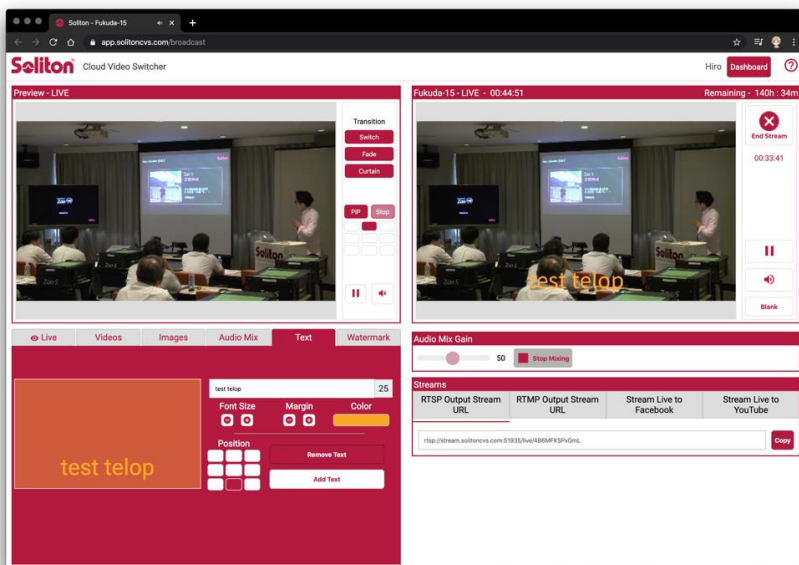 Soliton - Fukuda-15
app.solitoncvs.com/broadcast
Soliton Cloud Video Switcher
Hiro Dashboard
Preview - LIVE
Transition
Switch
Fade
Curtain
PiP Stop
Fukuda-15 - LIVE - 00:44:51 Remaining - 140h : 34m
Soliton
test telop
End Stream
00:33:41
Blank
Live Videos Images Audio Mix Text Watermark
test telop
test telop 25
Font Size Margin Color
Position
Remove Text
Add Text
Audio Mix Gain
50 Stop Mixing
Streams
RTSP Output Stream URL
RTMP Output Stream URL
Stream Live to Facebook
Stream Live to YouTube
rtsp://stream.solitoncvs.com:51935/live/4B6MFKSPxGmL
Copy